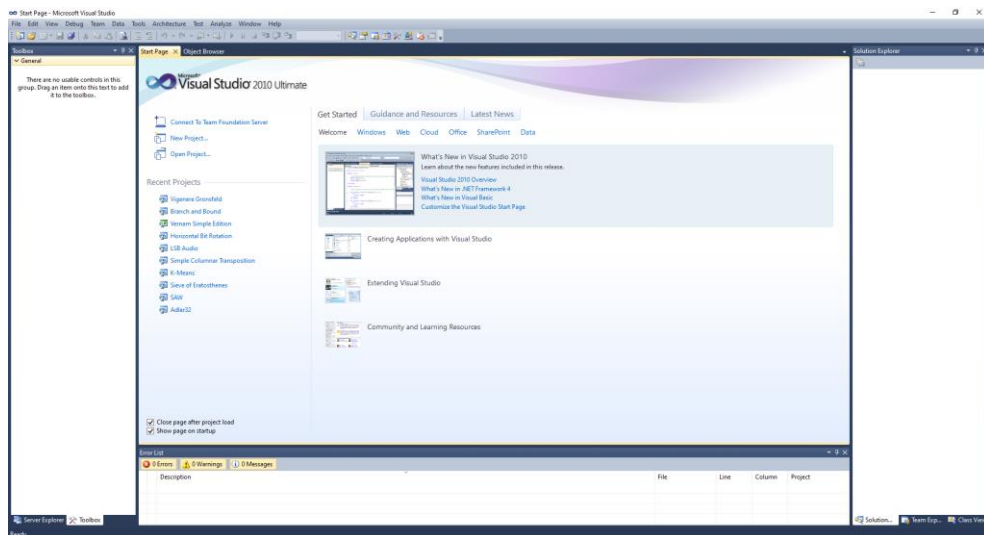 Start Page - Microsoft Visual Studio
File Edit View Debug Team Data Tools Architecture Test Analyze Window Help
Toolbox
General
There are no usable controls in this
group. Drag an item onto this text to add
it to the toolbox.
Start Page Object Browser
Microsoft
Visual Studio 2010 Ultimate
Connect To Team Foundation Server
New Project...
Open Project...
Recent Projects
Vigenere Gronsfeld
Branch and Bound
Vernam Simple Edition
Horizontal Bit Rotation
LSB Audio
Simple Columnar Transposition
K-Means
Sieve of Eratosthenes
SAW
Adler32
Close page after project load
Show page on startup
Get Started Guidance and Resources Latest News
Welcome Windows Web Cloud Office SharePoint Data
What's New in Visual Studio 2010
Learn about the new features included in this release.
Visual Studio 2010 Overview
What's New in .NET Framework 4
What's New in Visual Basic
Customize the Visual Studio Start Page
Creating Applications with Visual Studio
Extending Visual Studio
Community and Learning Resources
Solution Explorer
Error List
0 Errors 0 Warnings 0 Messages
Description File Line Column Project
Server Explorer Toolbox
Solution... Team Exp... Class View
Ready